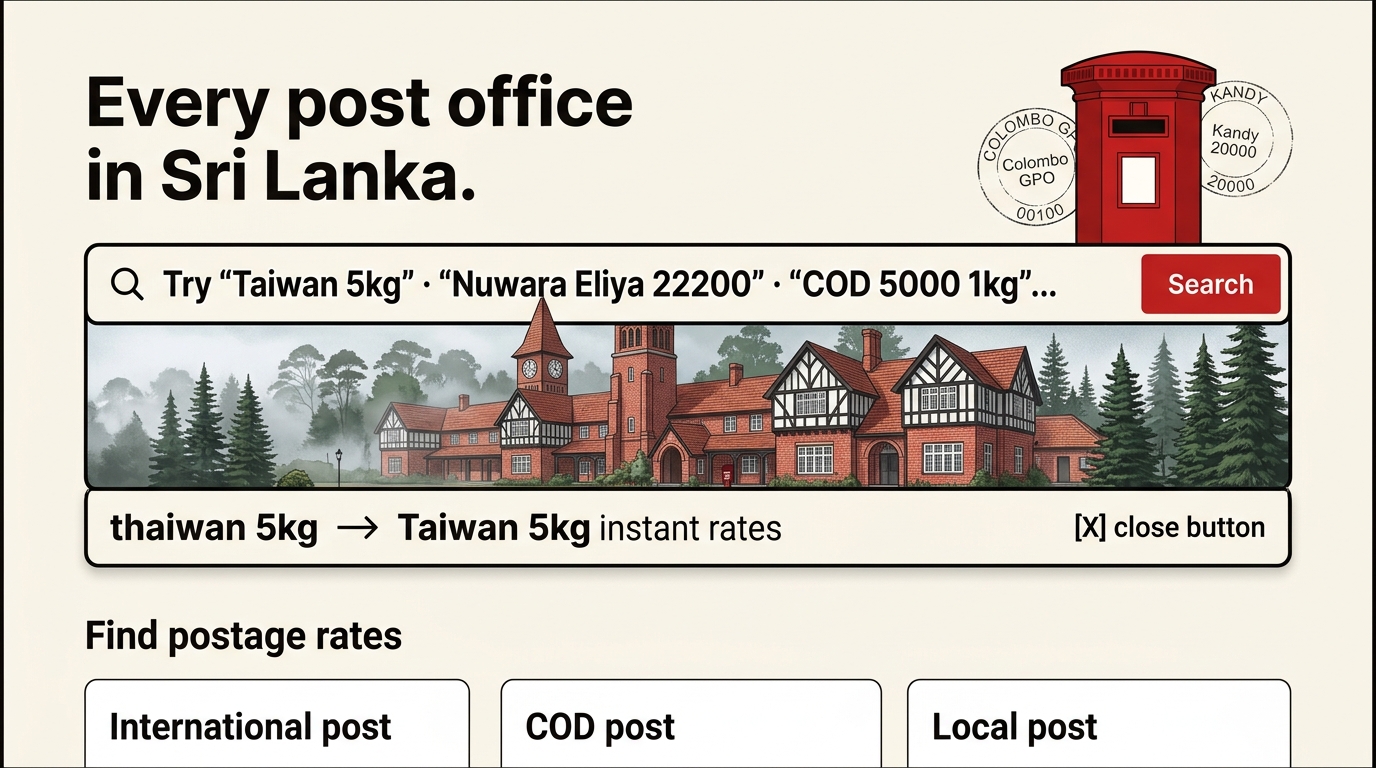 Every post office
in Sri Lanka.
COLOMBO
Colombo
GPO
00100
KANDY
Kandy
20000
20000
Try “Taiwan 5kg” · “Nuwara Eliya 22200” · “COD 5000 1kg”...
Search
thaiwan 5kg → Taiwan 5kg instant rates
[X] close button
Find postage rates
International post
COD post
Local post